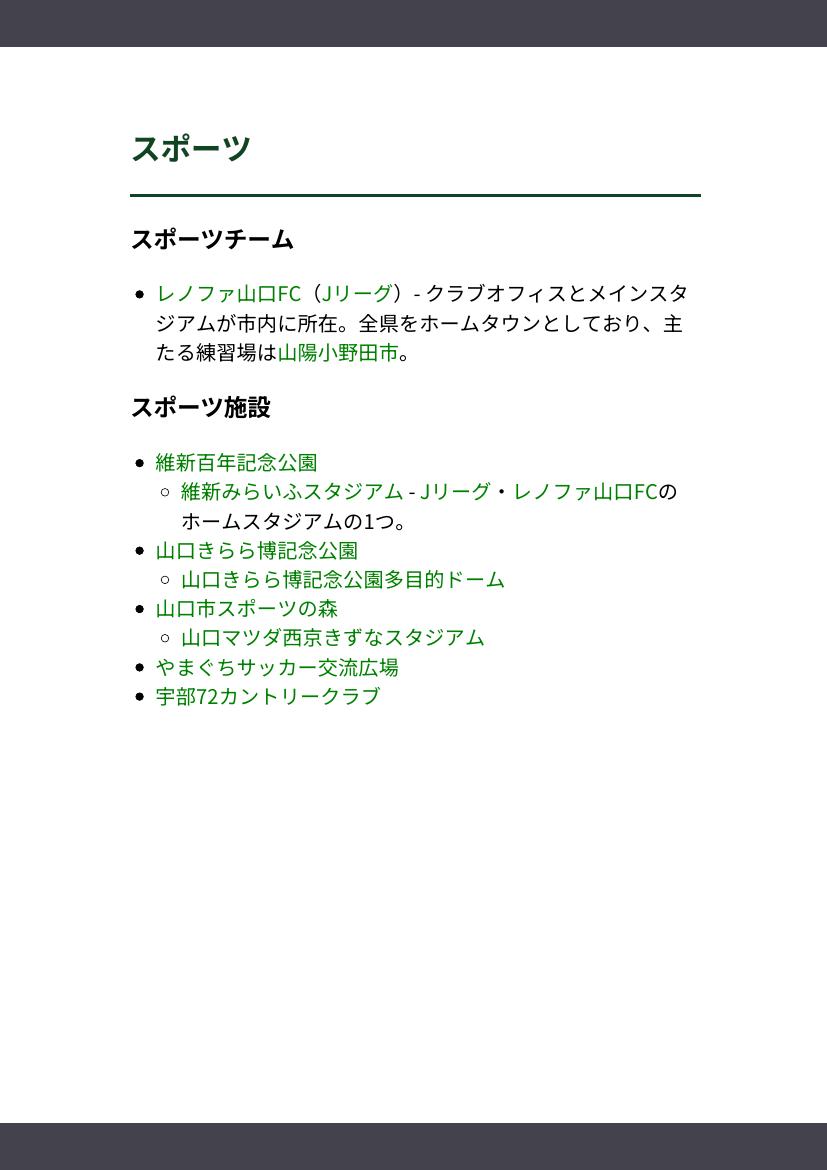 スポーツ
スポーツチーム
レノファ山口FC（Jリーグ）- クラブオフィスとメインスタ
ジアムが市内に所在。全県をホームタウンとしており、主
たる練習場は山陽小野田市。
スポーツ施設
維新百年記念公園
維新みらいふスタジアム - Jリーグ・レノファ山口FCの
ホームスタジアムの1つ。
山口きらら博記念公園
山口きらら博記念公園多目的ドーム
山口市スポーツの森
山口マツダ西京きずなスタジアム
やまぐちサッカー交流広場
宇部72カントリークラブ